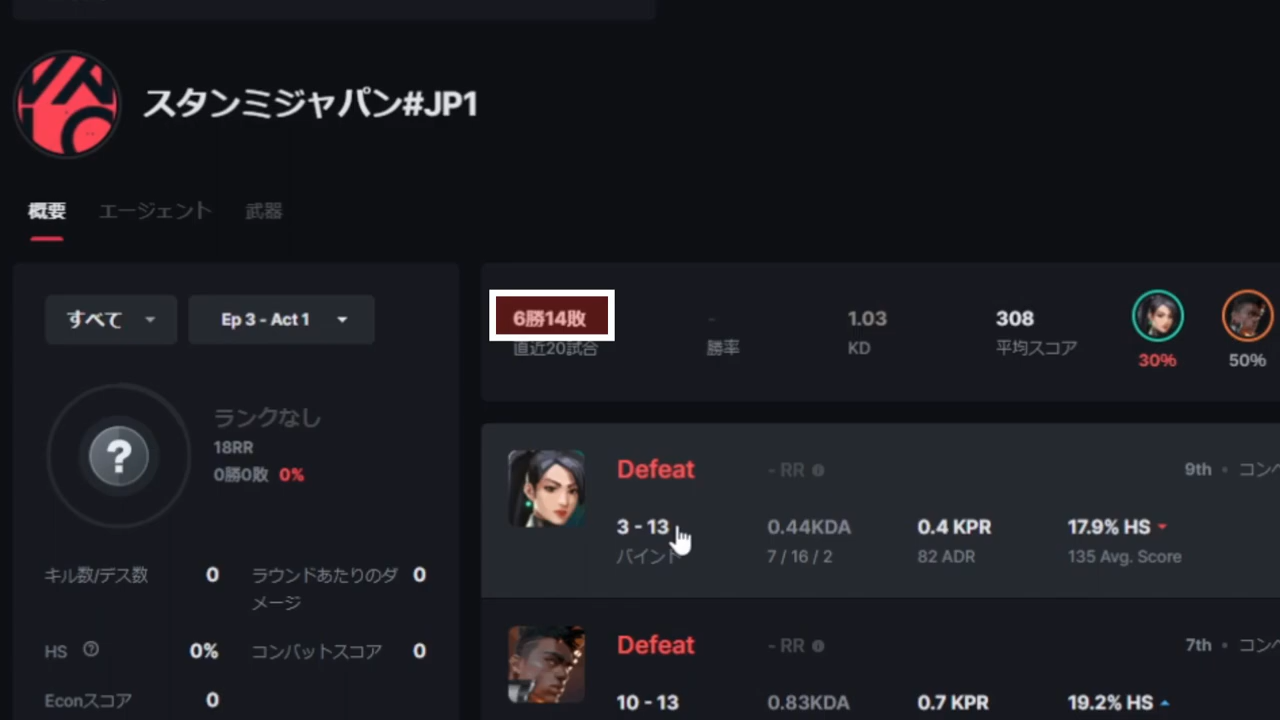 スタンミジャパン#JP1
概要 エージェント 武器
すべて Ep 3 - Act 1
6勝14敗 - 1.03 308
直近20試合 勝率 KD 平均スコア 30% 50%
ランクなし
18RR
0勝0敗 0%
Defeat - RR 9th • コン
3 - 13 0.44KDA 0.4 KPR 17.9% HS
バインド 7 / 16 / 2 82 ADR 135 Avg. Score
キル数/デス数 0 ラウンドあたりのダメージ 0
HS 0% コンバットスコア 0
Econスコア 0
Defeat - RR 7th • コン
10 - 13 0.83KDA 0.7 KPR 19.2% HS